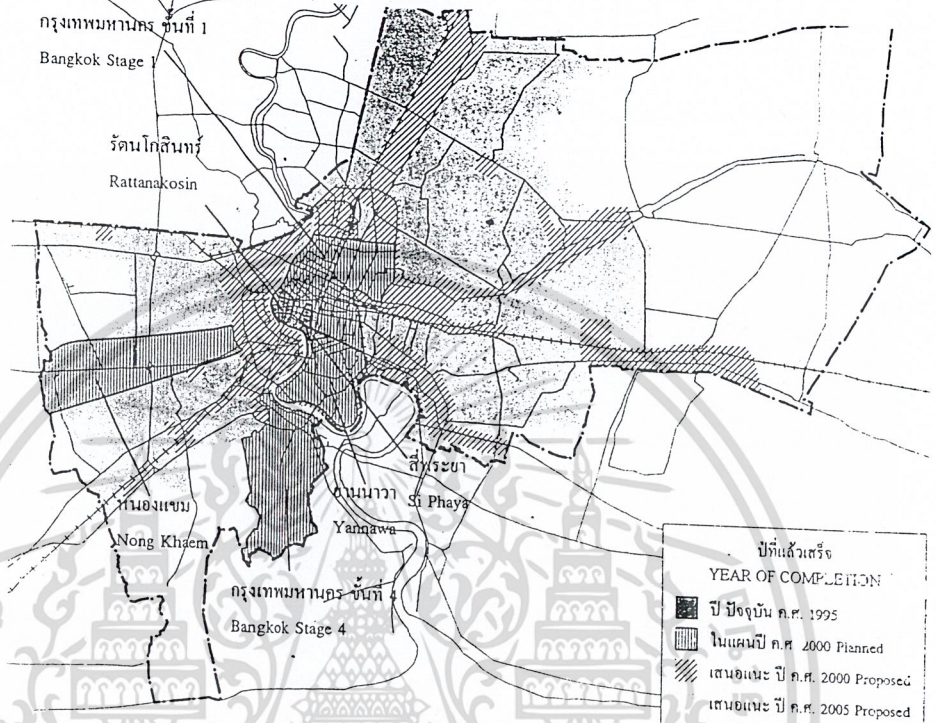 กรุงเทพมหานคร ขั้นที่ 1
Bangkok Stage 1
รัตนโกสินทร์
Rattanakosin
สี่พระยา
Si Phaya
ยานนาวา
Yannawa
หนองแขม
Nong Khaem
กรุงเทพมหานคร ขั้นที่ 4
Bangkok Stage 4
ปีที่แล้วเสร็จ
YEAR OF COMPLETION
ปี ปัจจุบัน ค.ศ. 1995
ในแผนปี ค.ศ 2000 Planned
เสนอแนะ ปี ค.ศ. 2000 Proposed
เสนอแนะ ปี ค.ศ. 2005 Proposed